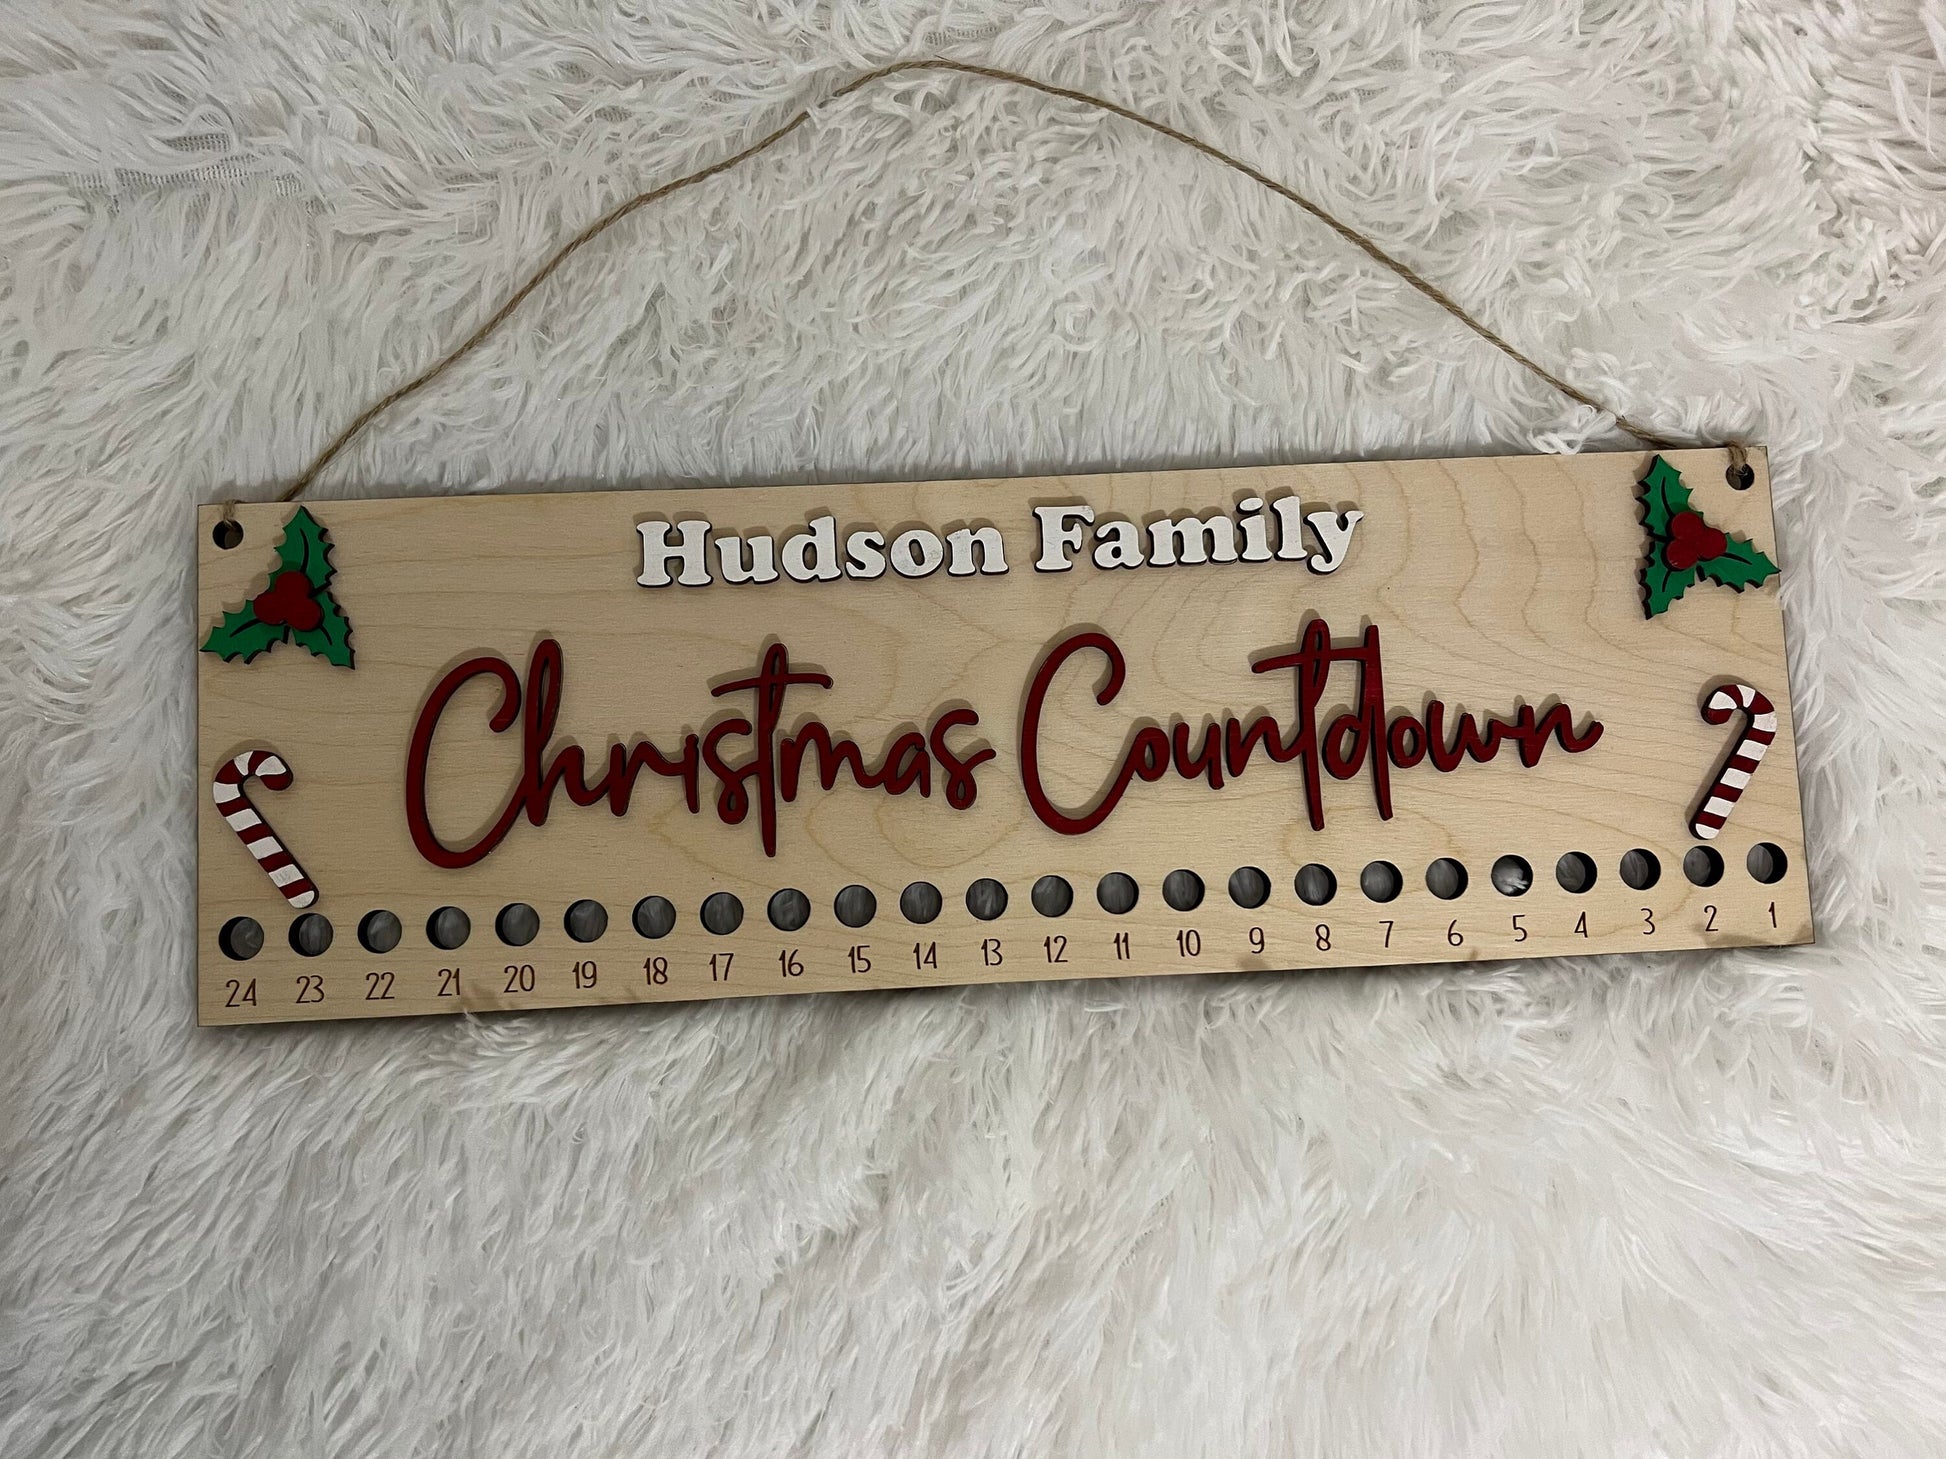 Hudson Family
Christmas Countdown
24 23 22 21 20 19 18 17 16 15 14 13 12 11 10 9 8 7 6 5 4 3 2 1